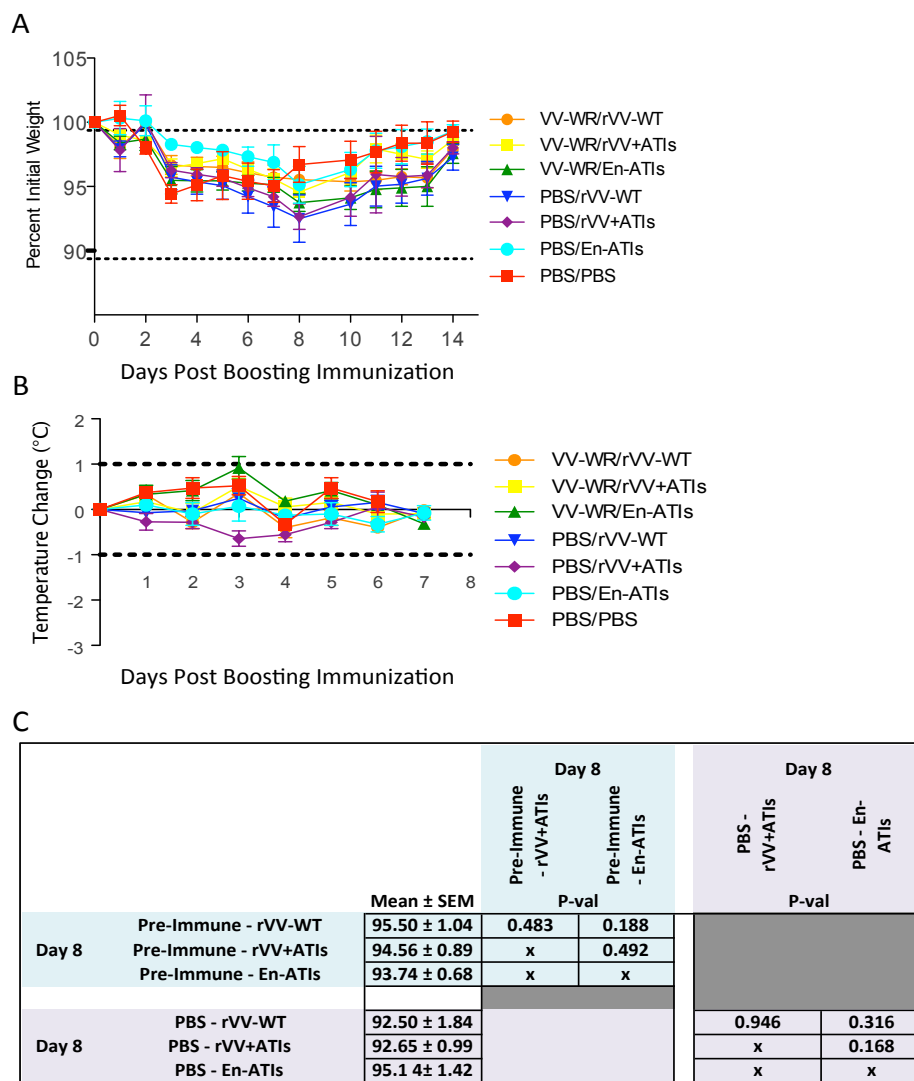 A
105
100
95
90
Percent Initial Weight
0 2 4 6 8 10 12 14
Days Post Boosting Immunization
VV-WR/rVV-WT
VV-WR/rVV+ATIs
VV-WR/En-ATIs
PBS/rVV-WT
PBS/rVV+ATIs
PBS/En-ATIs
PBS/PBS
B
2
1
0
-1
-2
-3
Temperature Change (°C)
1 2 3 4 5 6 7 8
Days Post Boosting Immunization
VV-WR/rVV-WT
VV-WR/rVV+ATIs
VV-WR/En-ATIs
PBS/rVV-WT
PBS/rVV+ATIs
PBS/En-ATIs
PBS/PBS
C
Day 8 Day 8
Pre-Immune
- rVV+ATIs
Pre-Immune
- En-ATIs
PBS -
rVV+ATIs
PBS - En-
ATIs
Mean ± SEM P-val P-val
Pre-Immune - rVV-WT 95.50 ± 1.04 0.483 0.188
Day 8 Pre-Immune - rVV+ATIs 94.56 ± 0.89 x 0.492
Pre-Immune - En-ATIs 93.74 ± 0.68 x x
PBS - rVV-WT 92.50 ± 1.84 0.946 0.316
Day 8 PBS - rVV+ATIs 92.65 ± 0.99 x 0.168
PBS - En-ATIs 95.1 4± 1.42 x x